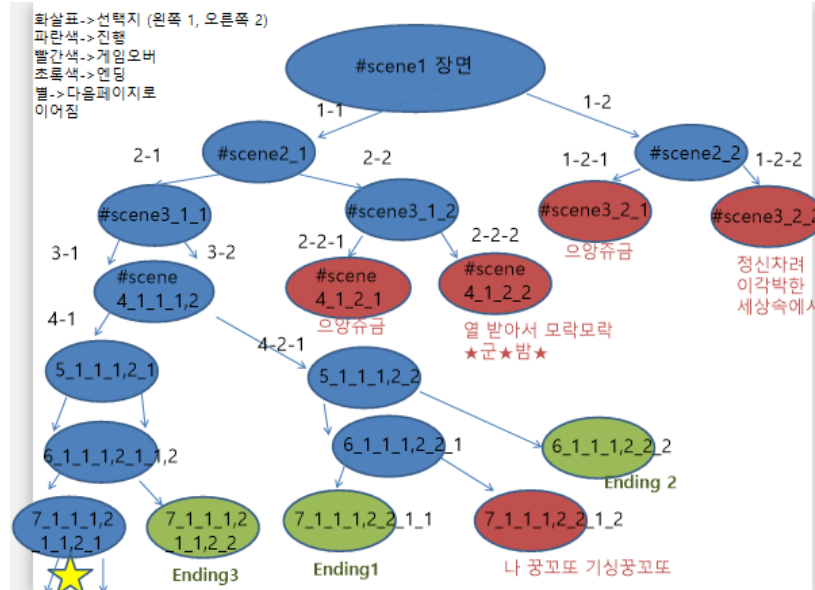 화살표->선택지 (왼쪽 1, 오른쪽 2)
파란색->진행
빨간색->게임오버
초록색->엔딩
별->다음페이지로
이어짐
#scene1 장면
1-1
1-2
#scene2_1
#scene2_2
2-1
2-2
1-2-1
1-2-2
#scene3_1_1
#scene3_1_2
#scene3_2_1
#scene3_2_2
3-1
3-2
2-2-1
2-2-2
으앙쥬금
정신차려
이각박한
세상속에서
#scene
4_1_1_1,2
#scene
4_1_2_1
#scene
4_1_2_2
으앙쥬금
열 받아서 모락모락
★군★밤★
4-1
4-2-1
5_1_1_1,2_1
5_1_1_1,2_2
6_1_1_1,2_1_1,2
6_1_1_1,2_2_1
6_1_1_1,2_2_2
Ending 2
7_1_1_1,2
_1_1,2_1
7_1_1_1,2
_1_1,2_2
7_1_1_1,2_2_1_1
7_1_1_1,2_2_1_2
Ending3
Ending1
나 꿍꼬또 기싱꿍꼬또